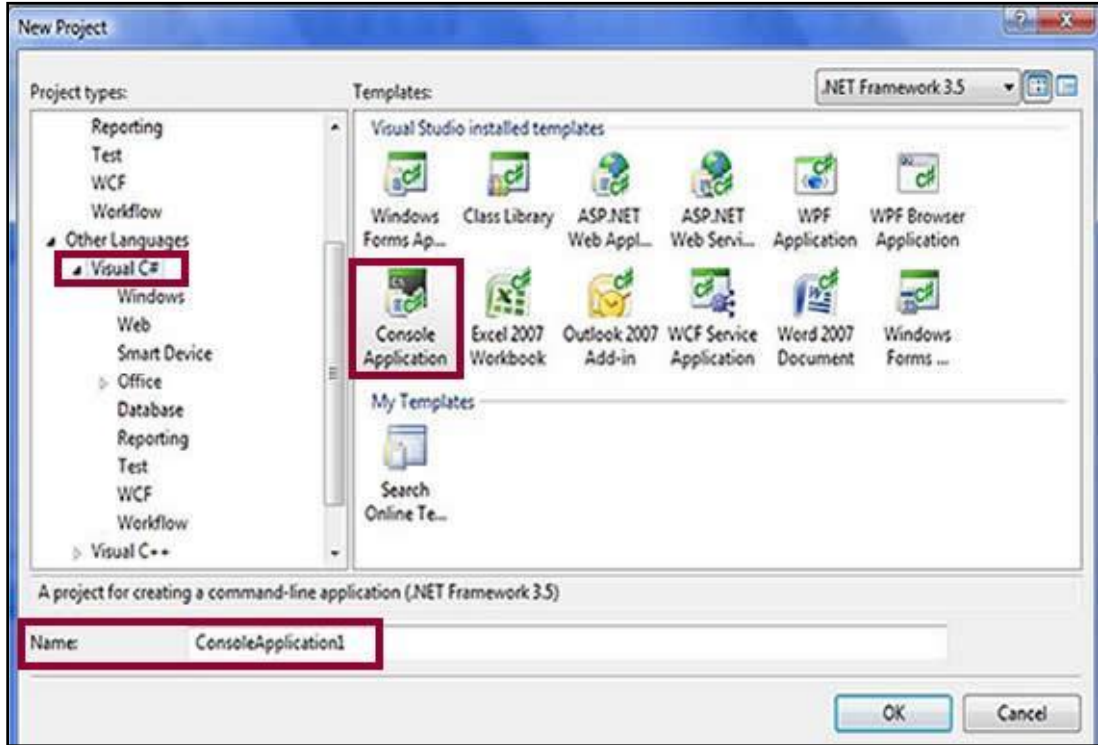 New Project
Project types:
Templates:
.NET Framework 3.5
Reporting
Test
WCF
Workflow
Other Languages
Visual C#
Windows
Web
Smart Device
Office
Database
Reporting
Test
WCF
Workflow
Visual C++
Visual Studio installed templates
Windows
Forms Ap...
Class Library
ASP.NET
Web Appl...
ASP.NET
Web Servi...
WPF
Application
WPF Browser
Application
Console
Application
Excel 2007
Workbook
Outlook 2007
Add-in
WCF Service
Application
Word 2007
Document
Windows
Forms ...
My Templates
Search
Online Te...
A project for creating a command-line application (.NET Framework 3.5)
Name: ConsoleApplication1
OK
Cancel